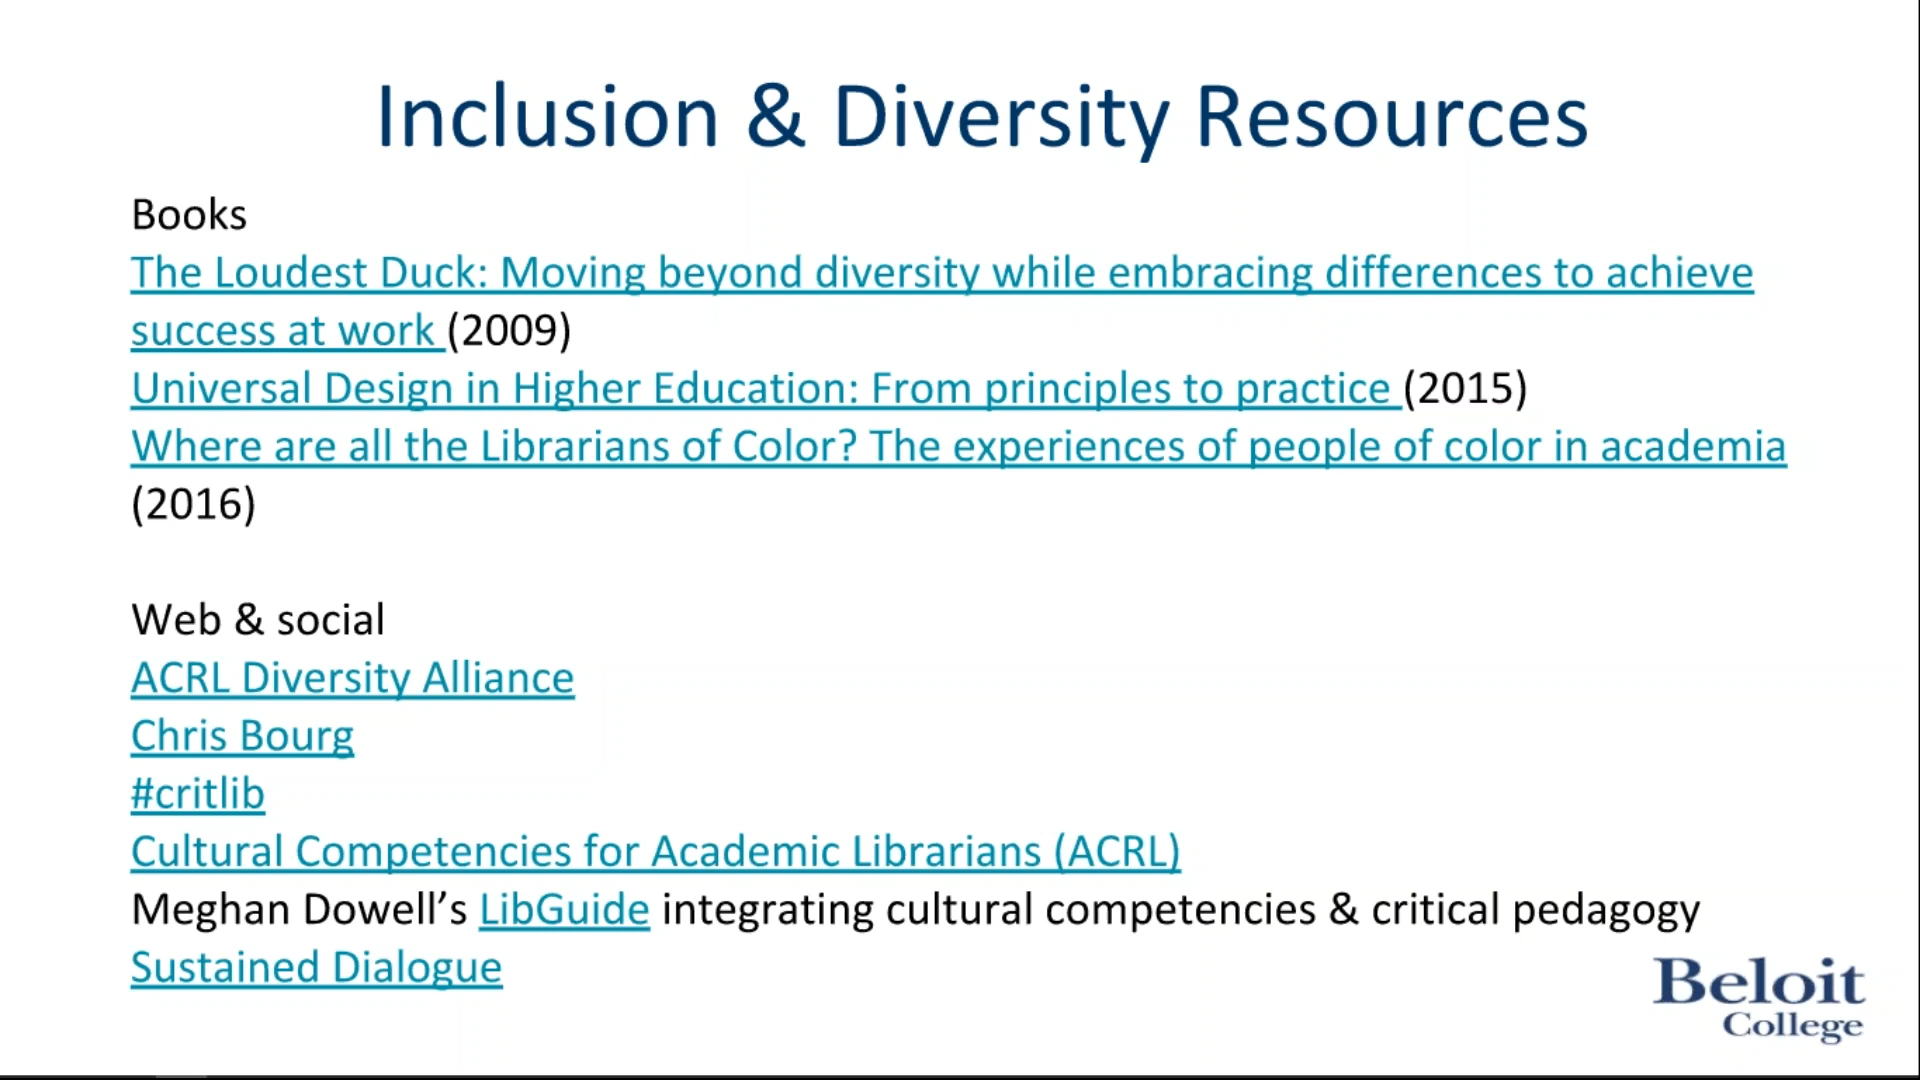 Inclusion & Diversity Resources
Books
The Loudest Duck: Moving beyond diversity while embracing differences to achieve
success at work (2009)
Universal Design in Higher Education: From principles to practice (2015)
Where are all the Librarians of Color? The experiences of people of color in academia
(2016)
Web & social
ACRL Diversity Alliance
Chris Bourg
#critlib
Cultural Competencies for Academic Librarians (ACRL)
Meghan Dowell’s LibGuide integrating cultural competencies & critical pedagogy
Sustained Dialogue
Beloit
College